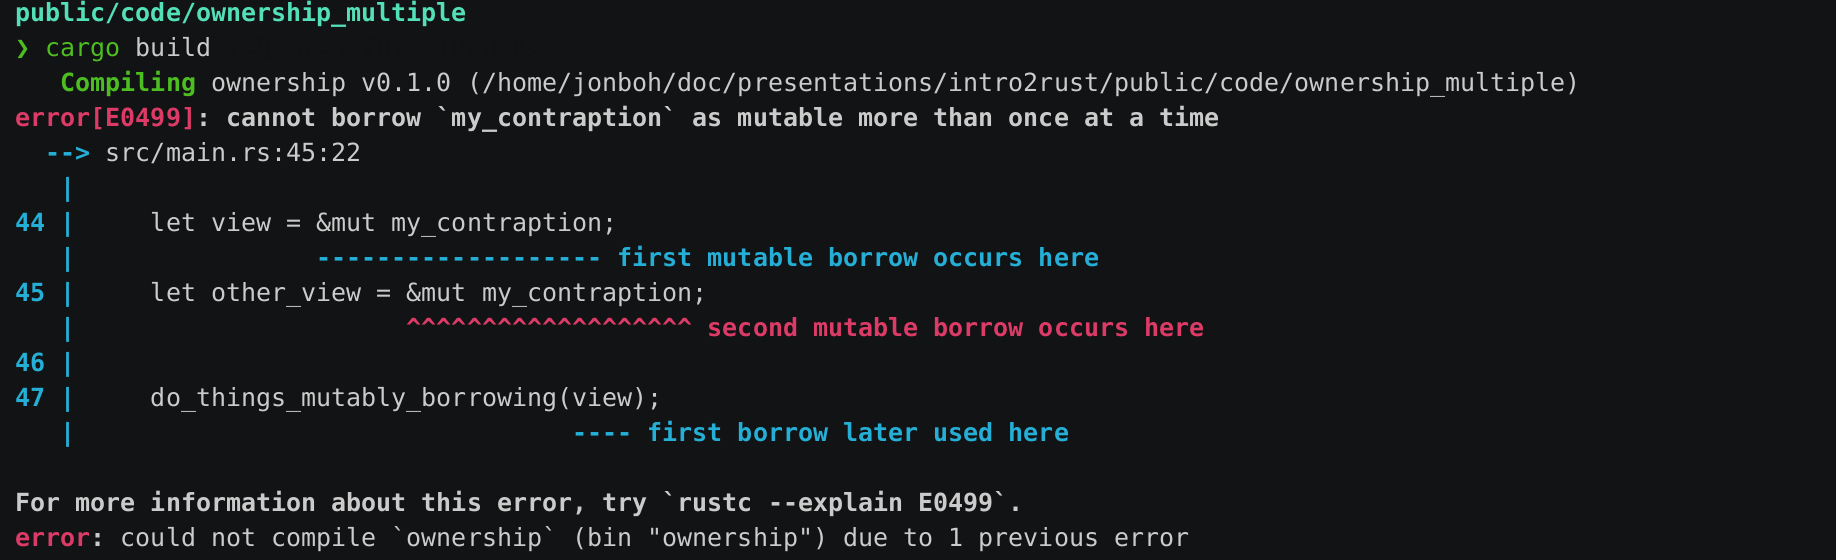 public/code/ownership_multiple
❯ cargo build
   Compiling ownership v0.1.0 (/home/jonboh/doc/presentations/intro2rust/public/code/ownership_multiple)
error[E0499]: cannot borrow `my_contraption` as mutable more than once at a time
  --> src/main.rs:45:22
   |
44 |     let view = &mut my_contraption;
   |                ------------------- first mutable borrow occurs here
45 |     let other_view = &mut my_contraption;
   |                      ^^^^^^^^^^^^^^^^^^^ second mutable borrow occurs here
46 |
47 |     do_things_mutably_borrowing(view);
   |                                 ---- first borrow later used here

For more information about this error, try `rustc --explain E0499`.
error: could not compile `ownership` (bin "ownership") due to 1 previous error